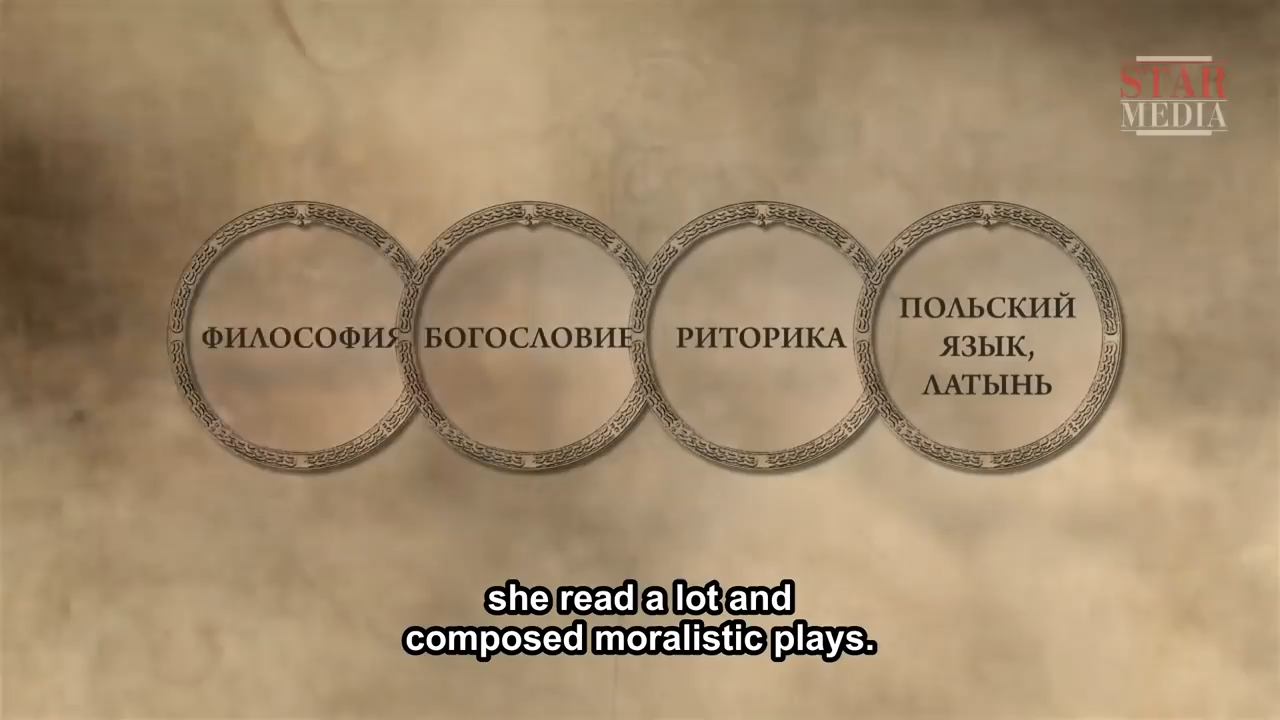 STAR
MEDIA
ФИЛОСОФИЯ
БОГОСЛОВИЕ
РИТОРИКА
ПОЛЬСКИЙ
ЯЗЫК,
ЛАТЫНЬ
she read a lot and
composed moralistic plays.